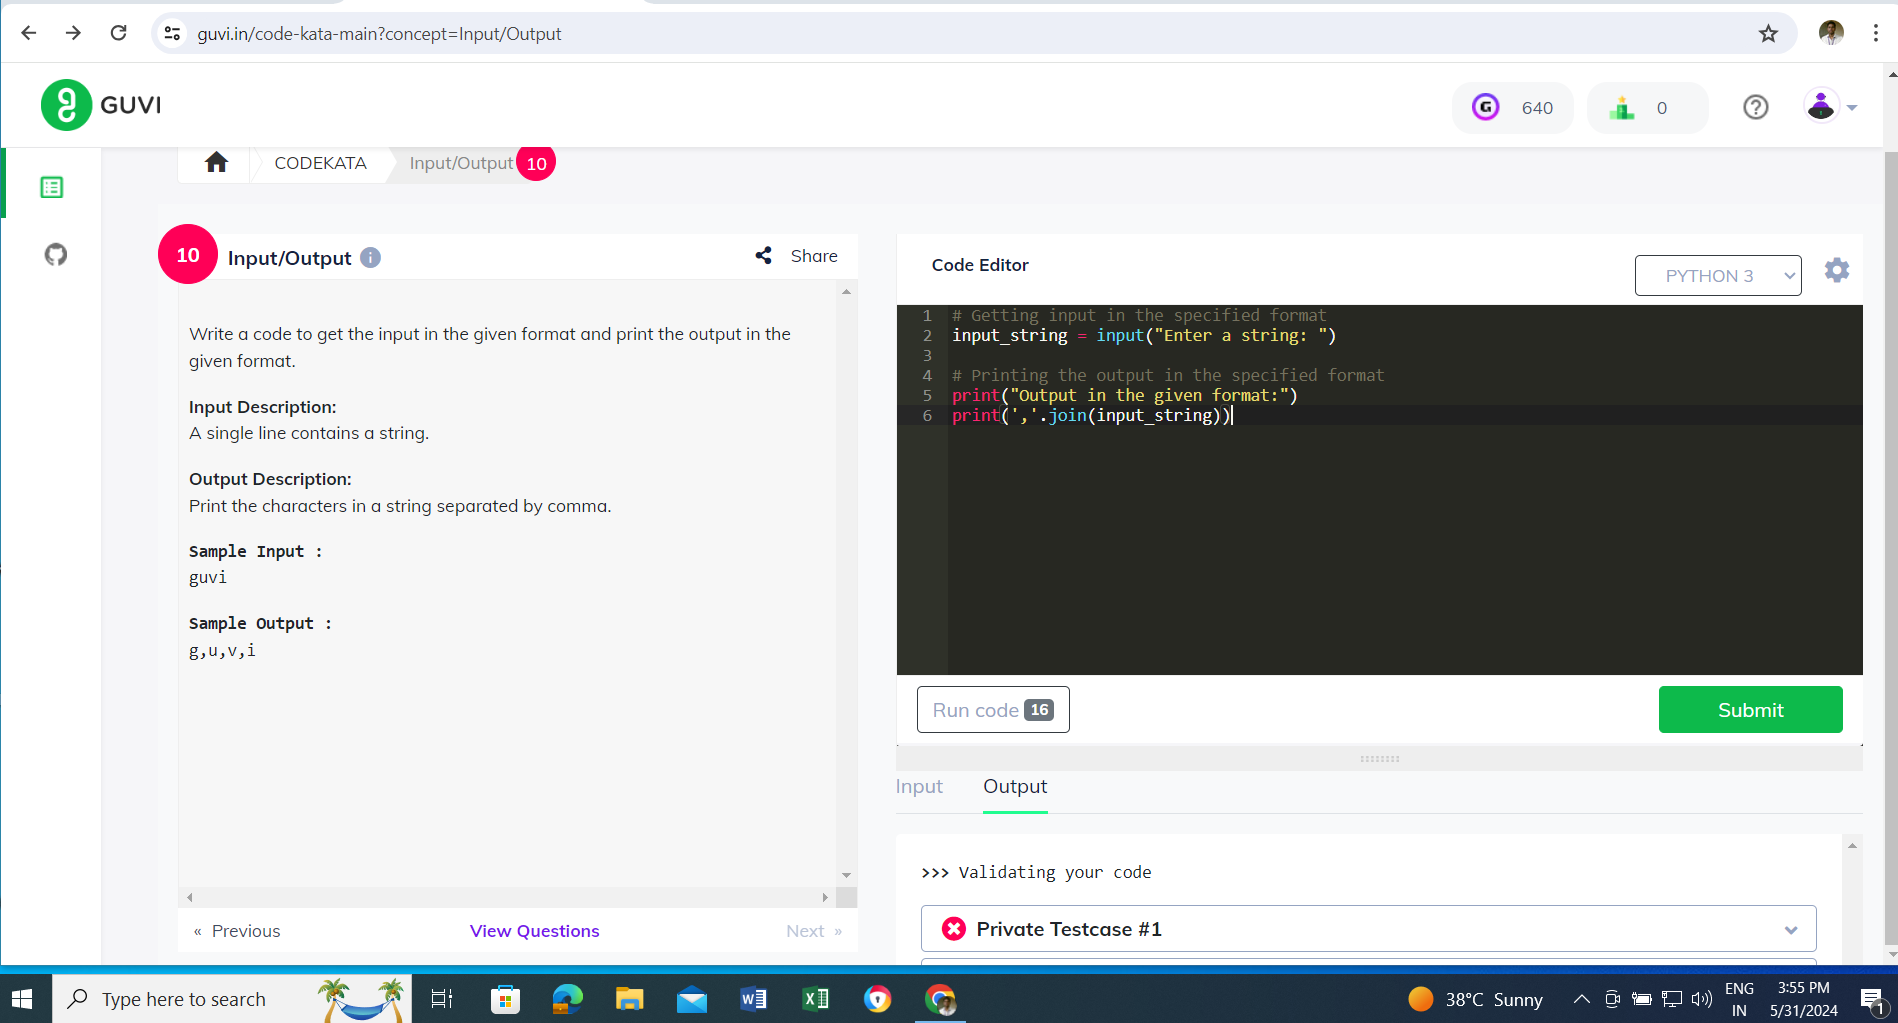 guvi.in/code-kata-main?concept=Input/Output
GUVI
G 640
0
CODEKATA
Input/Output 10
10 Input/Output
Share
Write a code to get the input in the given format and print the output in the
given format.
Input Description:
A single line contains a string.
Output Description:
Print the characters in a string separated by comma.
Sample Input :
guvi
Sample Output :
g,u,v,i
« Previous
View Questions
Next »
Code Editor
PYTHON 3
1 # Getting input in the specified format
2 input_string = input("Enter a string: ")
3
4 # Printing the output in the specified format
5 print("Output in the given format:")
6 print(','.join(input_string))
Run code 16
Submit
Input
Output
>>> Validating your code
Private Testcase #1
Type here to search
38°C Sunny
ENG
IN
3:55 PM
5/31/2024
1